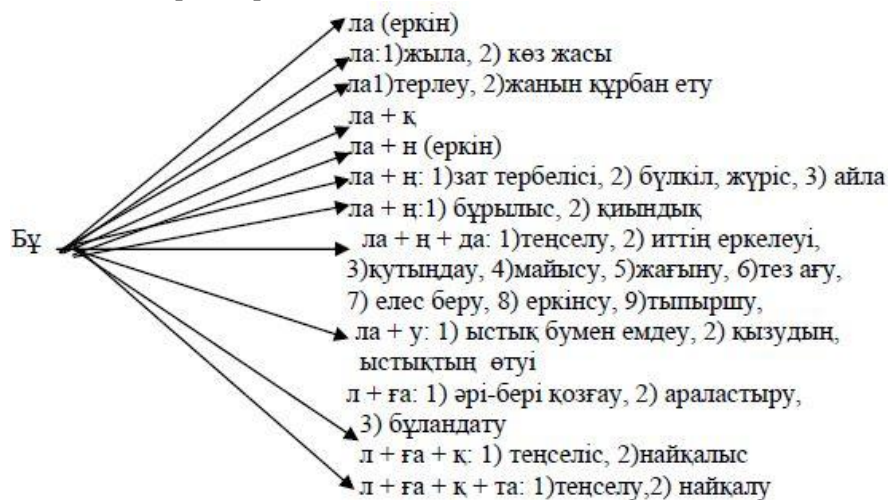 ла (еркін)
ла:1)жыла, 2) көз жасы
ла1)терлеу, 2)жанын құрбан ету
ла + қ
ла + н (еркін)
ла + ң: 1)зат тербелісі, 2) бүлкіл, жүріс, 3) айла
ла + ң:1) бұрылыс, 2) қиындық
Бұ
ла + ң + да: 1)теңселу, 2) иттің еркелеуі,
3)құтыңдау, 4)майысу, 5)жағыну, 6)тез ағу,
7) елес беру, 8) еркінсу, 9)тыпыршу,
ла + у: 1) ыстық бумен емдеу, 2) қызудың,
ыстықтың өтуі
л + ға: 1) әрі-бері қозғау, 2) араластыру,
3) бұландату
л + ға + қ: 1) теңселіс, 2)найқалыс
л + ға + қ + та: 1)теңселу,2) найқалу